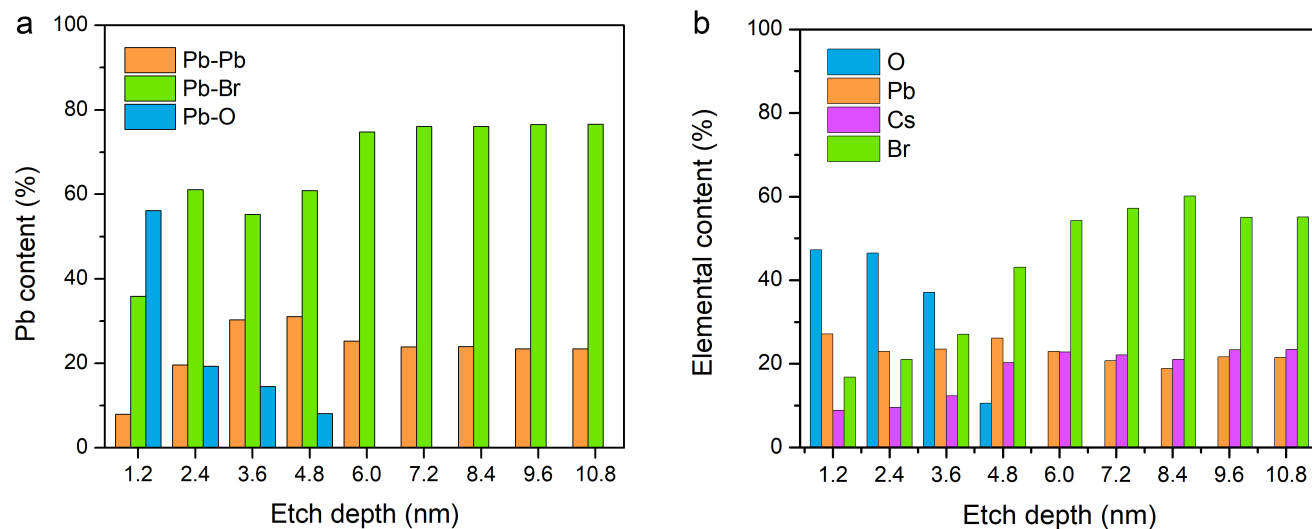 a
Pb content (%)
100
80
60
40
20
0
Pb-Pb
Pb-Br
Pb-O
1.2 2.4 3.6 4.8 6.0 7.2 8.4 9.6 10.8
Etch depth (nm)
b
Elemental content (%)
100
80
60
40
20
0
O
Pb
Cs
Br
1.2 2.4 3.6 4.8 6.0 7.2 8.4 9.6 10.8
Etch depth (nm)